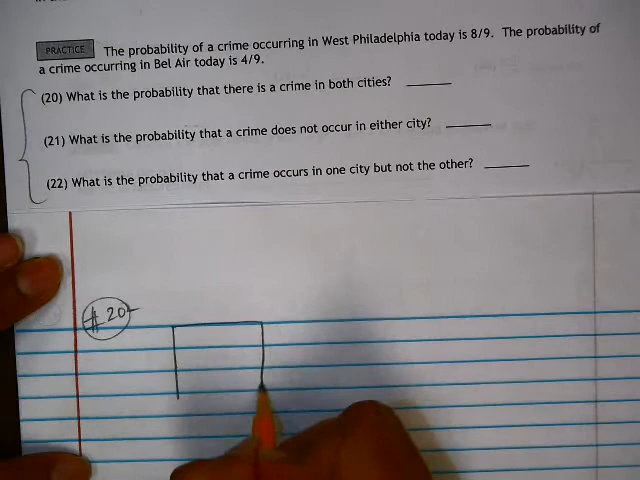 PRACTICE The probability of a crime occurring in West Philadelphia today is 8/9. The probability of
a crime occurring in Bel Air today is 4/9.
(20) What is the probability that there is a crime in both cities? ______
(21) What is the probability that a crime does not occur in either city? ______
(22) What is the probability that a crime occurs in one city but not the other? ______
# 20